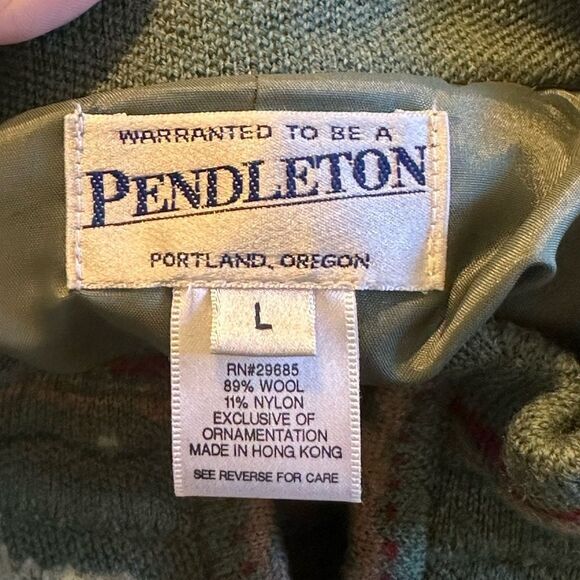 WARRANTED TO BE A
PENDLETON
PORTLAND, OREGON
L
RN#29685
89% WOOL
11% NYLON
EXCLUSIVE OF
ORNAMENTATION
MADE IN HONG KONG
SEE REVERSE FOR CARE